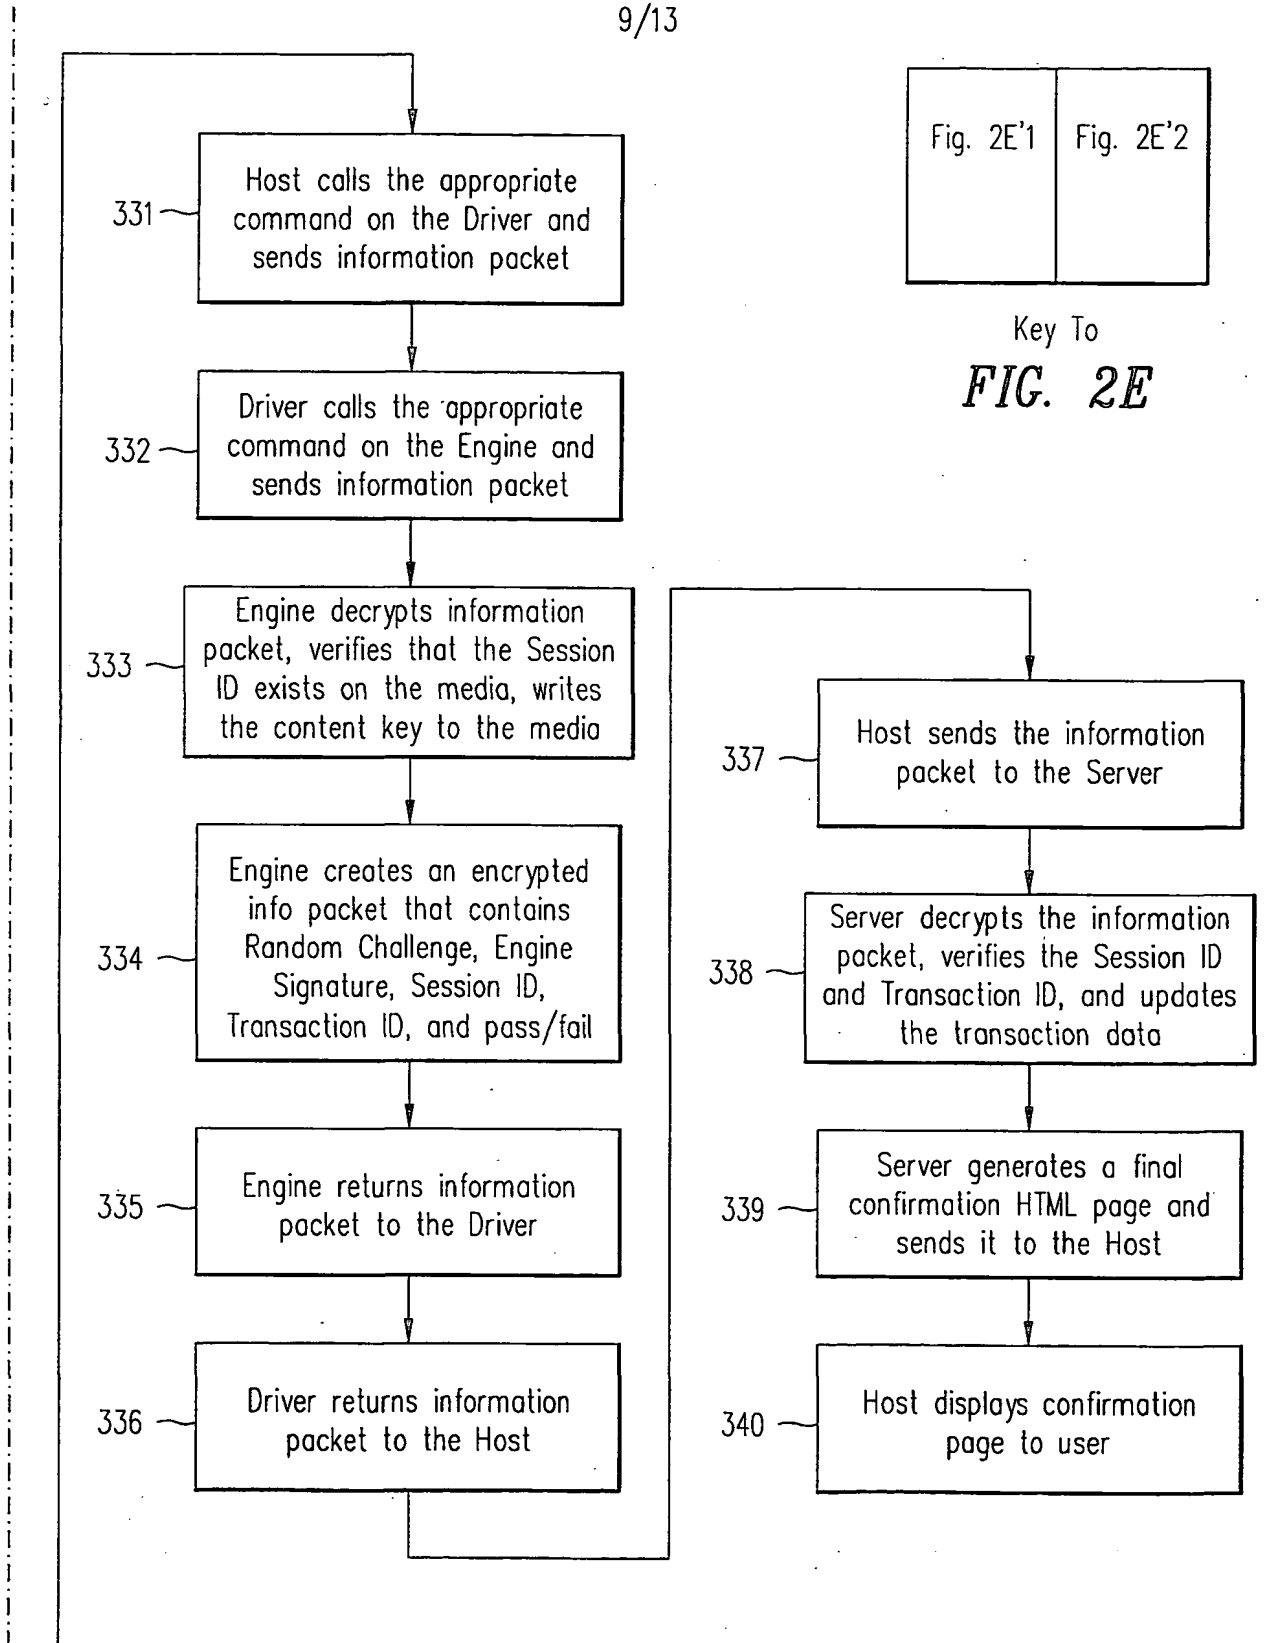 9/13
Fig. 2E'1
Fig. 2E'2
Key To
FIG. 2E
331
Host calls the appropriate
command on the Driver and
sends information packet
332
Driver calls the appropriate
command on the Engine and
sends information packet
333
Engine decrypts information
packet, verifies that the Session
ID exists on the media, writes
the content key to the media
334
Engine creates an encrypted
info packet that contains
Random Challenge, Engine
Signature, Session ID,
Transaction ID, and pass/fail
335
Engine returns information
packet to the Driver
336
Driver returns information
packet to the Host
337
Host sends the information
packet to the Server
338
Server decrypts the information
packet, verifies the Session ID
and Transaction ID, and updates
the transaction data
339
Server generates a final
confirmation HTML page and
sends it to the Host
340
Host displays confirmation
page to user